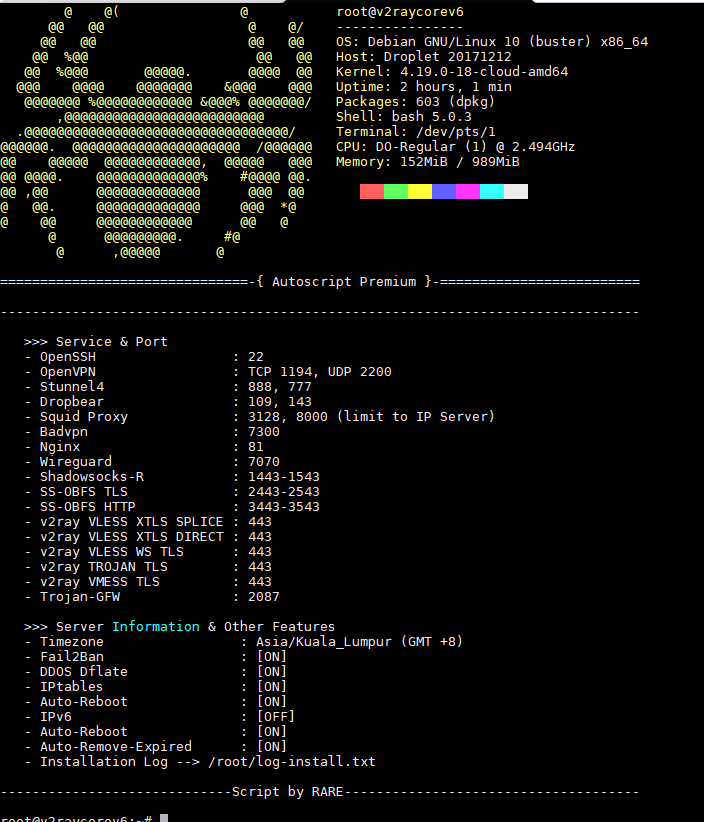 root@v2raycorev6
----------------
OS: Debian GNU/Linux 10 (buster) x86_64
Host: Droplet 20171212
Kernel: 4.19.0-18-cloud-amd64
Uptime: 2 hours, 1 min
Packages: 603 (dpkg)
Shell: bash 5.0.3
Terminal: /dev/pts/1
CPU: DO-Regular (1) @ 2.494GHz
Memory: 152MiB / 989MiB
===============================-{ Autoscript Premium }-=========================
--------------------------------------------------------------------------------
>>> Service & Port
- OpenSSH : 22
- OpenVPN : TCP 1194, UDP 2200
- Stunnel4 : 888, 777
- Dropbear : 109, 143
- Squid Proxy : 3128, 8000 (limit to IP Server)
- Badvpn : 7300
- Nginx : 81
- Wireguard : 7070
- Shadowsocks-R : 1443-1543
- SS-OBFS TLS : 2443-2543
- SS-OBFS HTTP : 3443-3543
- v2ray VLESS XTLS SPLICE : 443
- v2ray VLESS XTLS DIRECT : 443
- v2ray VLESS WS TLS : 443
- v2ray TROJAN TLS : 443
- v2ray VMESS TLS : 443
- Trojan-GFW : 2087
>>> Server Information & Other Features
- Timezone : Asia/Kuala_Lumpur (GMT +8)
- Fail2Ban : [ON]
- DDOS Dflate : [ON]
- IPtables : [ON]
- Auto-Reboot : [ON]
- IPv6 : [OFF]
- Auto-Reboot : [ON]
- Auto-Remove-Expired : [ON]
- Installation Log --> /root/log-install.txt
-----------------------------Script by RARE-------------------------------------
root@v2raycorev6:~#